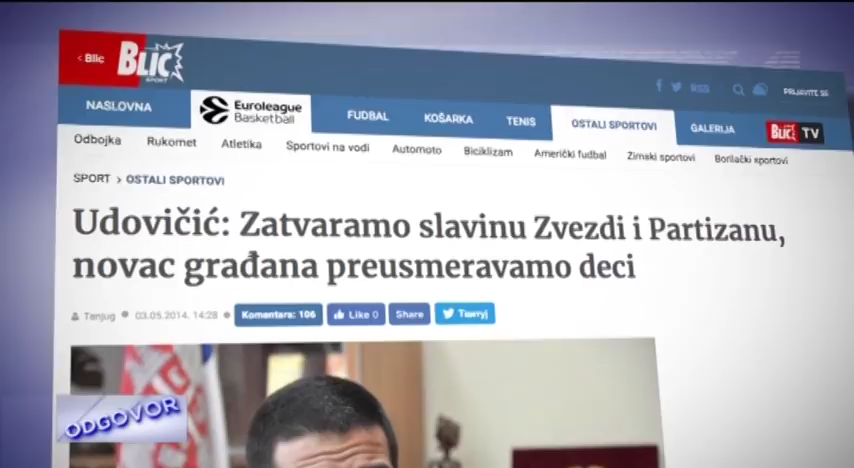 ‹ Blic
BLIC
SPORT
RSS
PRIJAVITE SE
NASLOVNA
Euroleague
Basketball
FUDBAL
KOŠARKA
TENIS
OSTALI SPORTOVI
GALERIJA
BLIC TV
Odbojka
Rukomet
Atletika
Sportovi na vodi
Automoto
Biciklizam
Američki fudbal
Zimski sportovi
Borilački sportovi
SPORT › OSTALI SPORTOVI
Udovičić: Zatvaramo slavinu Zvezdi i Partizanu,
novac građana preusmeravamo deci
Tanjug • 03.05.2014. 14:28 • Komentara: 106 Like 0 Share Твитуј
ODGOVOR